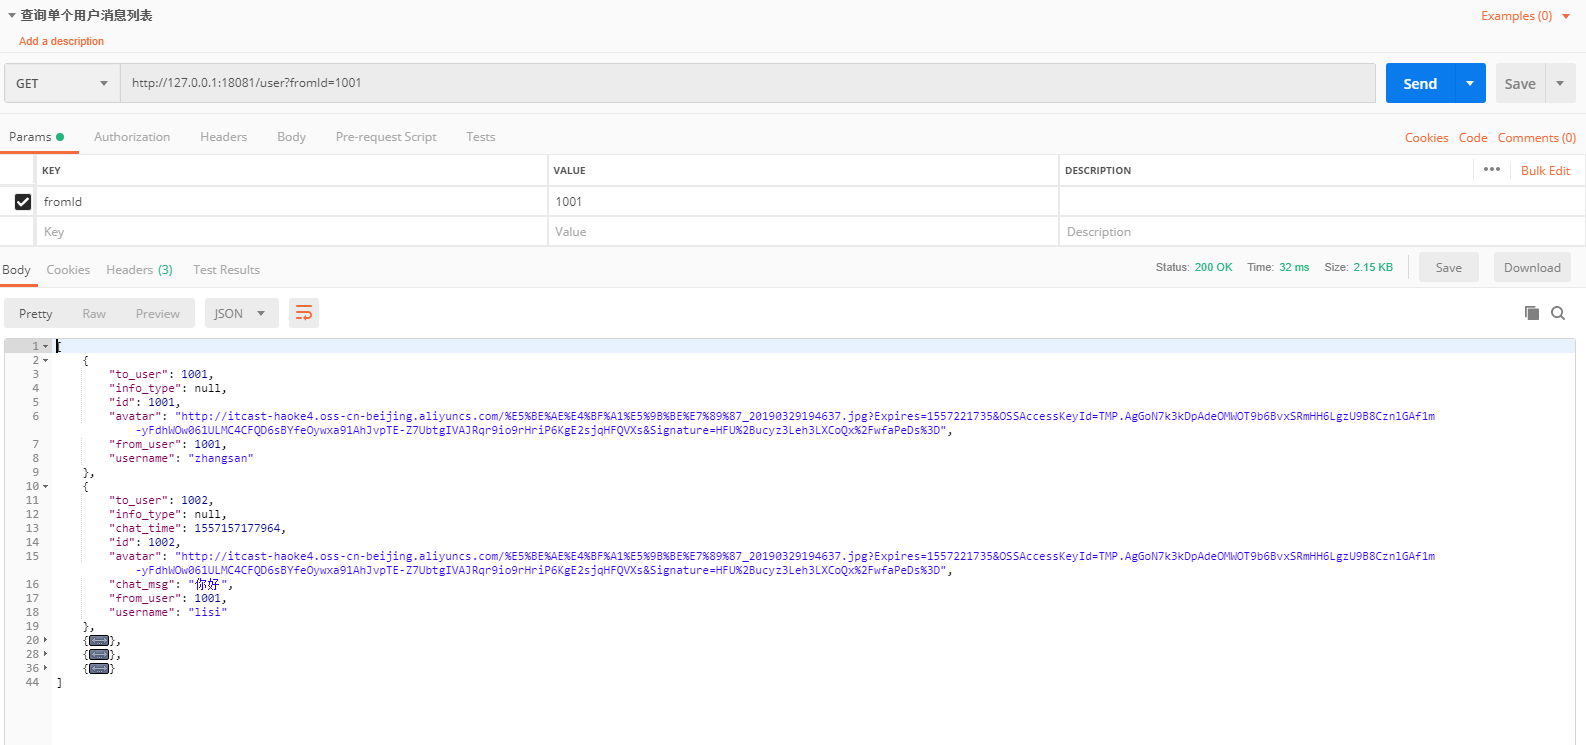 查询单个用户消息列表
Examples (0)
Add a description
GET
http://127.0.0.1:18081/user?fromId=1001
Send
Save
Params
Authorization
Headers
Body
Pre-request Script
Tests
Cookies
Code
Comments (0)
KEY
VALUE
DESCRIPTION
Bulk Edit
fromId
1001
Key
Value
Description
Body
Cookies
Headers (3)
Test Results
Status: 200 OK
Time: 32 ms
Size: 2.15 KB
Save
Download
Pretty
Raw
Preview
JSON
1 [
2 {
3 "to_user": 1001,
4 "info_type": null,
5 "id": 1001,
6 "avatar": "http://itcast-haoke4.oss-cn-beijing.aliyuncs.com/%E5%BE%AE%E4%BF%A1%E5%9B%BE%E7%89%87_20190329194637.jpg?Expires=1557221735&OSSAccessKeyId=TMP.AgGoN7k3kDpAdeOMWOT9b6BvxSRmHH6LgzU9B8CznlGAf1m
-yFdhWOw061ULMC4CFQD6sBYfeOywxa91AhJvpTE-Z7UbtgIVAJRqr9io9rHriP6KgE2sjqHFQVXs&Signature=HFU%2Bucyz3Leh3LXCoQx%2FwfaPeDs%3D",
7 "from_user": 1001,
8 "username": "zhangsan"
9 },
10 {
11 "to_user": 1002,
12 "info_type": null,
13 "chat_time": 1557157177964,
14 "id": 1002,
15 "avatar": "http://itcast-haoke4.oss-cn-beijing.aliyuncs.com/%E5%BE%AE%E4%BF%A1%E5%9B%BE%E7%89%87_20190329194637.jpg?Expires=1557221735&OSSAccessKeyId=TMP.AgGoN7k3kDpAdeOMWOT9b6BvxSRmHH6LgzU9B8CznlGAf1m
-yFdhWOw061ULMC4CFQD6sBYfeOywxa91AhJvpTE-Z7UbtgIVAJRqr9io9rHriP6KgE2sjqHFQVXs&Signature=HFU%2Bucyz3Leh3LXCoQx%2FwfaPeDs%3D",
16 "chat_msg": "你好",
17 "from_user": 1001,
18 "username": "lisi"
19 },
20 {},
28 {},
36 {}
44 ]